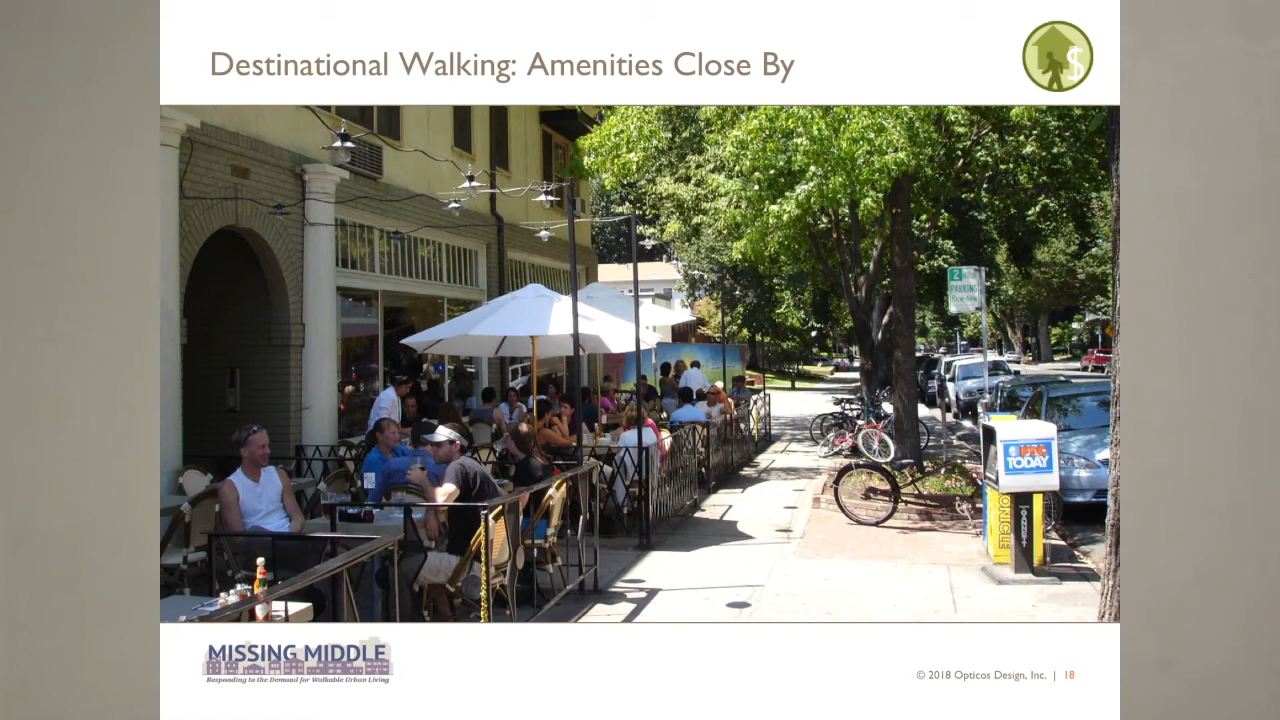 Destinational Walking: Amenities Close By
$
2
PARKING
TODAY
MISSING MIDDLE
Responding to the Demand for Walkable Urban Living
© 2018 Opticos Design, Inc. | 18